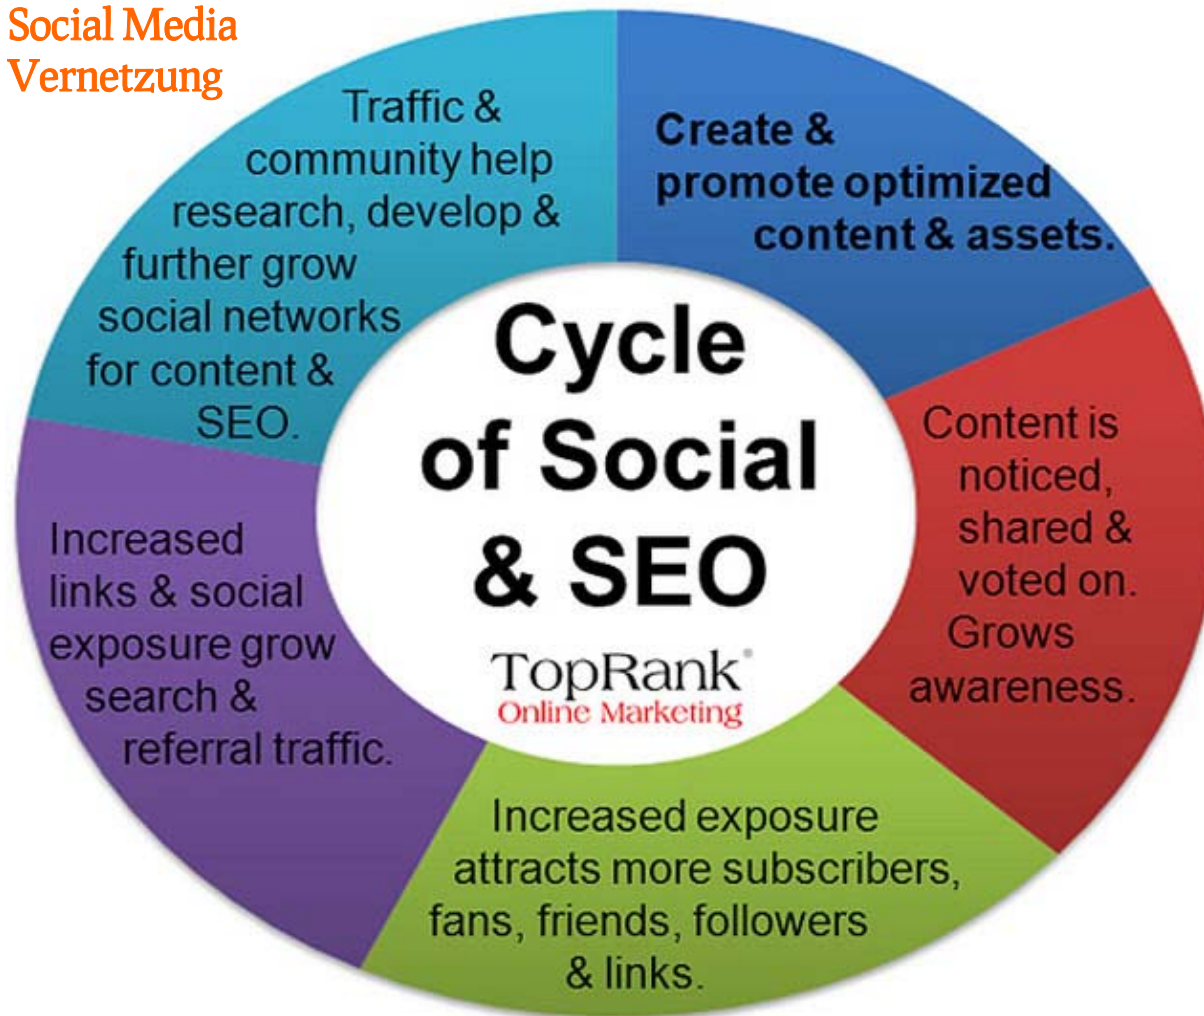 Social Media
Vernetzung
Create &
promote optimized
content & assets.
Content is
noticed,
shared &
voted on.
Grows
awareness.
Increased exposure
attracts more subscribers,
fans, friends, followers
& links.
Increased
links & social
exposure grow
search &
referral traffic.
Traffic &
community help
research, develop &
further grow
social networks
for content &
SEO.
Cycle
of Social
& SEO
TopRank®
Online Marketing